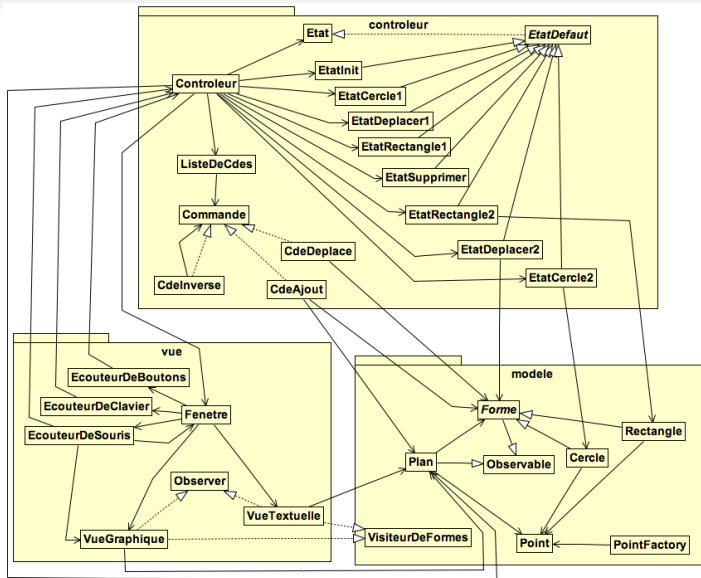 controleur
Etat
EtatDefaut
EtatInit
Controleur
EtatCercle1
EtatDeplacer1
EtatRectangle1
ListeDeCdes
EtatSupprimer
Commande
EtatRectangle2
CdeDeplace
EtatDeplacer2
CdeInverse
CdeAjout
EtatCercle2
vue
modele
EcouteurDeBoutons
EcouteurDeClavier
Fenetre
Forme
EcouteurDeSouris
Rectangle
Plan
Observable
Cercle
Observer
VueTextuelle
VueGraphique
VisiteurDeFormes
Point
PointFactory